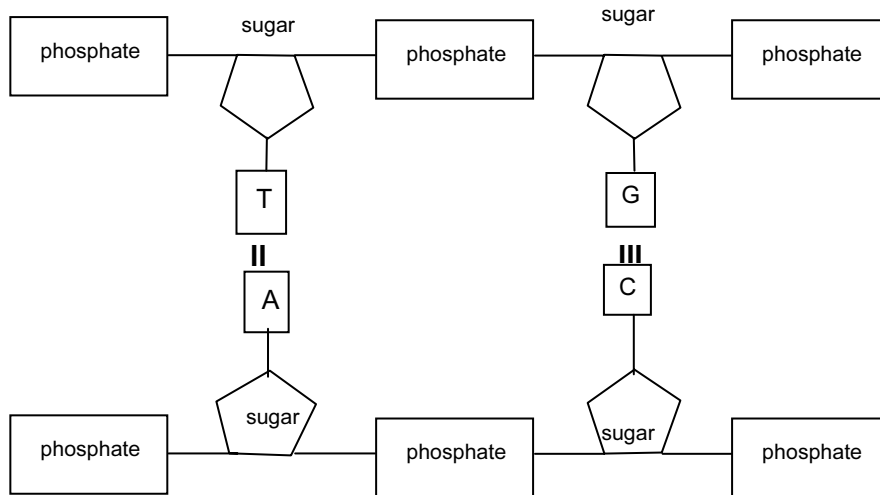 sugar
sugar
phosphate
phosphate
phosphate
T
G
II
III
A
C
sugar
sugar
phosphate
phosphate
phosphate